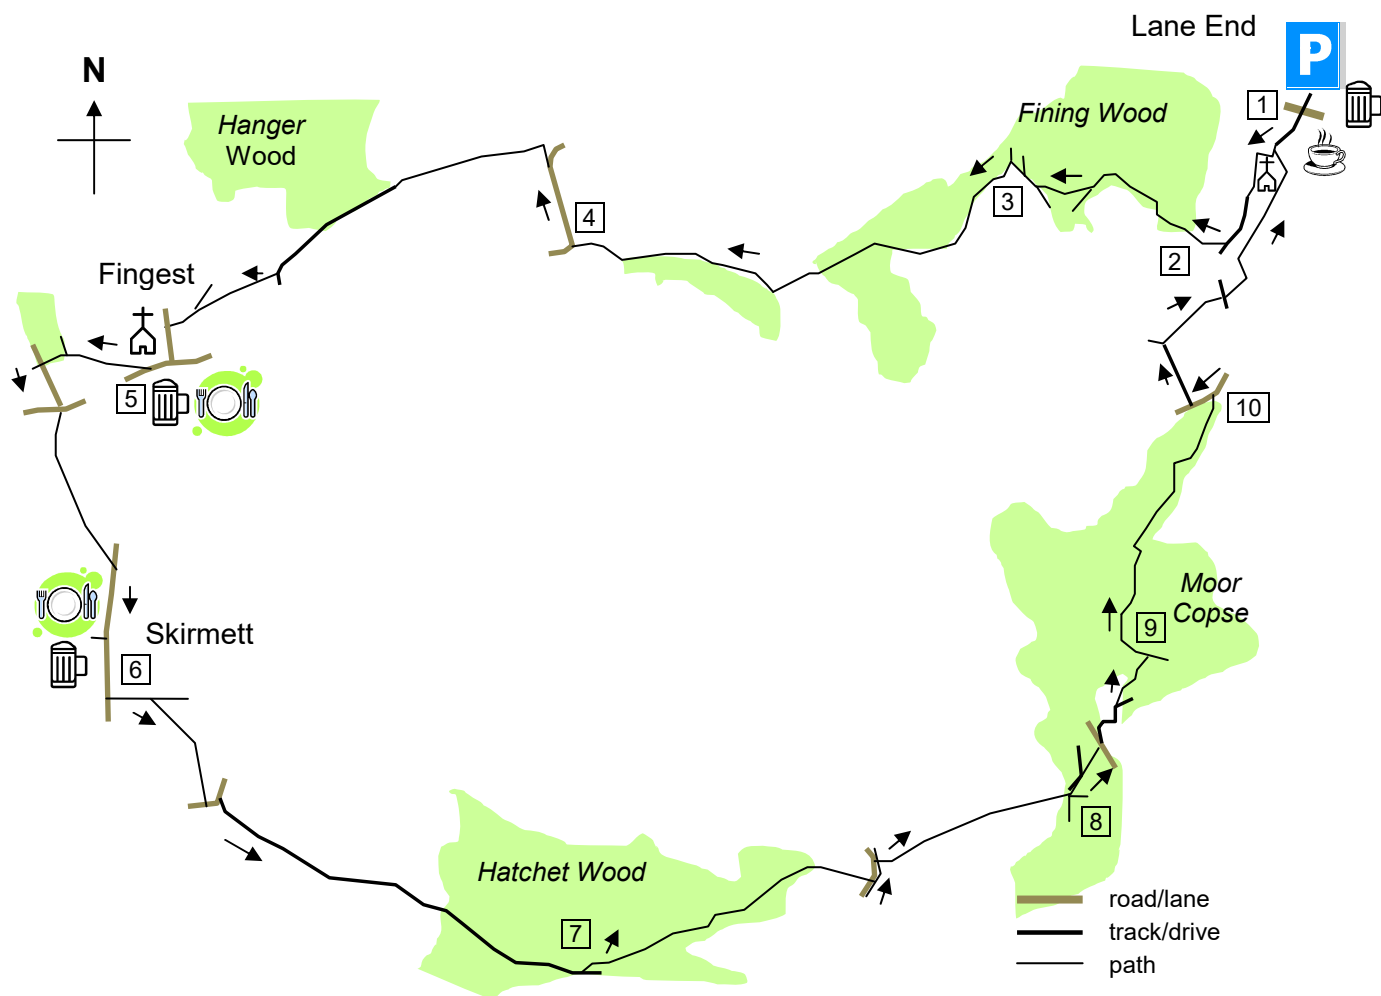 Lane End
P
N
1
Hanger
Wood
Fining Wood
3
4
2
Fingest
5
10
Moor
Copse
9
Skirmett
6
8
Hatchet Wood
7
road/lane
track/drive
path